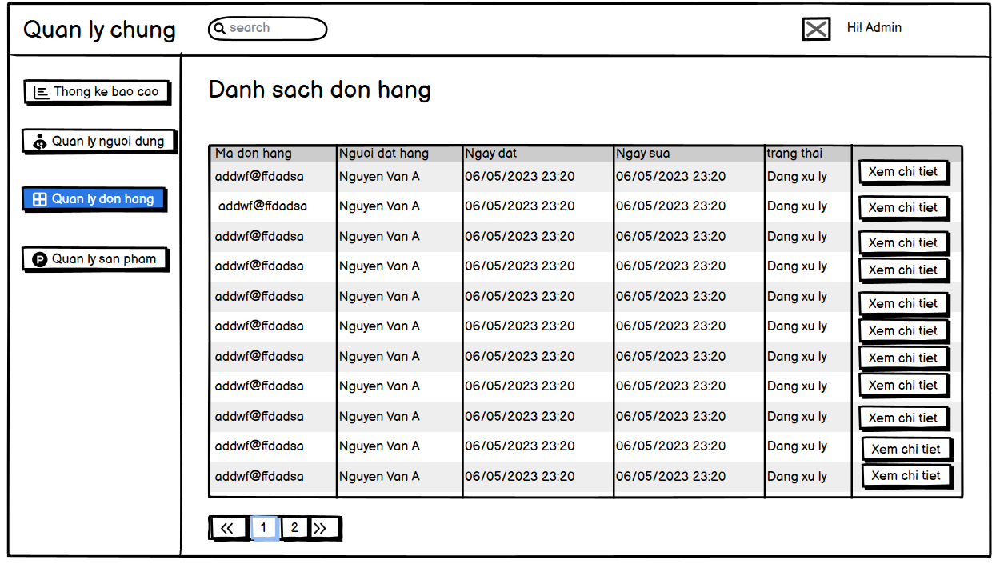 Quan ly chung
search
Hi! Admin
Thong ke bao cao
Quan ly nguoi dung
Quan ly don hang
Quan ly san pham
Danh sach don hang
Ma don hang Nguoi dat hang Ngay dat Ngay sua trang thai
addwf@ffdadsa Nguyen Van A 06/05/2023 23:20 06/05/2023 23:20 Dang xu ly Xem chi tiet
addwf@ffdadsa Nguyen Van A 06/05/2023 23:20 06/05/2023 23:20 Dang xu ly Xem chi tiet
addwf@ffdadsa Nguyen Van A 06/05/2023 23:20 06/05/2023 23:20 Dang xu ly Xem chi tiet
addwf@ffdadsa Nguyen Van A 06/05/2023 23:20 06/05/2023 23:20 Dang xu ly Xem chi tiet
addwf@ffdadsa Nguyen Van A 06/05/2023 23:20 06/05/2023 23:20 Dang xu ly Xem chi tiet
addwf@ffdadsa Nguyen Van A 06/05/2023 23:20 06/05/2023 23:20 Dang xu ly Xem chi tiet
addwf@ffdadsa Nguyen Van A 06/05/2023 23:20 06/05/2023 23:20 Dang xu ly Xem chi tiet
addwf@ffdadsa Nguyen Van A 06/05/2023 23:20 06/05/2023 23:20 Dang xu ly Xem chi tiet
addwf@ffdadsa Nguyen Van A 06/05/2023 23:20 06/05/2023 23:20 Dang xu ly Xem chi tiet
addwf@ffdadsa Nguyen Van A 06/05/2023 23:20 06/05/2023 23:20 Dang xu ly Xem chi tiet
addwf@ffdadsa Nguyen Van A 06/05/2023 23:20 06/05/2023 23:20 Dang xu ly Xem chi tiet
<< 1 2 >>